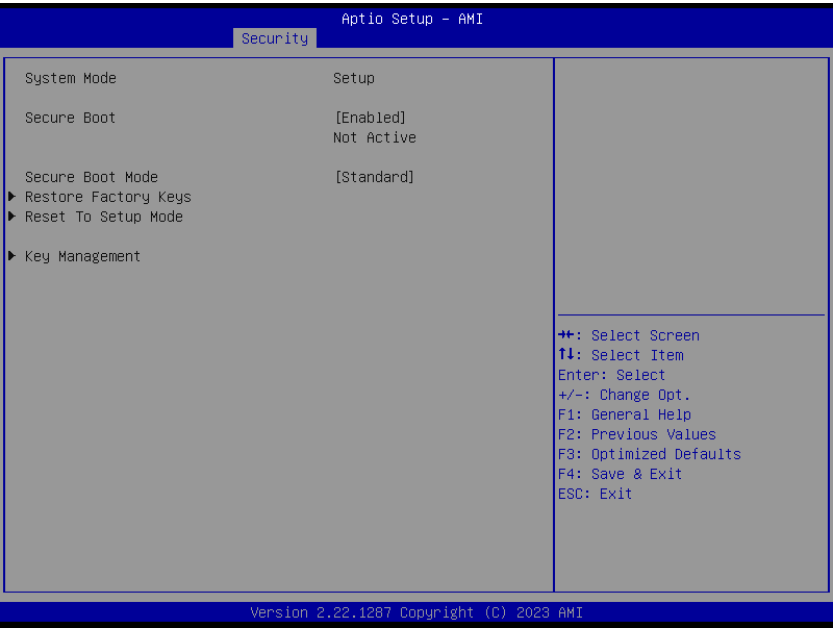 Aptio Setup – AMI
Security
System Mode Setup
Secure Boot [Enabled]
Not Active
Secure Boot Mode [Standard]
▶ Restore Factory Keys
▶ Reset To Setup Mode
▶ Key Management
→←: Select Screen
↑↓: Select Item
Enter: Select
+/-: Change Opt.
F1: General Help
F2: Previous Values
F3: Optimized Defaults
F4: Save & Exit
ESC: Exit
Version 2.22.1287 Copyright (C) 2023 AMI